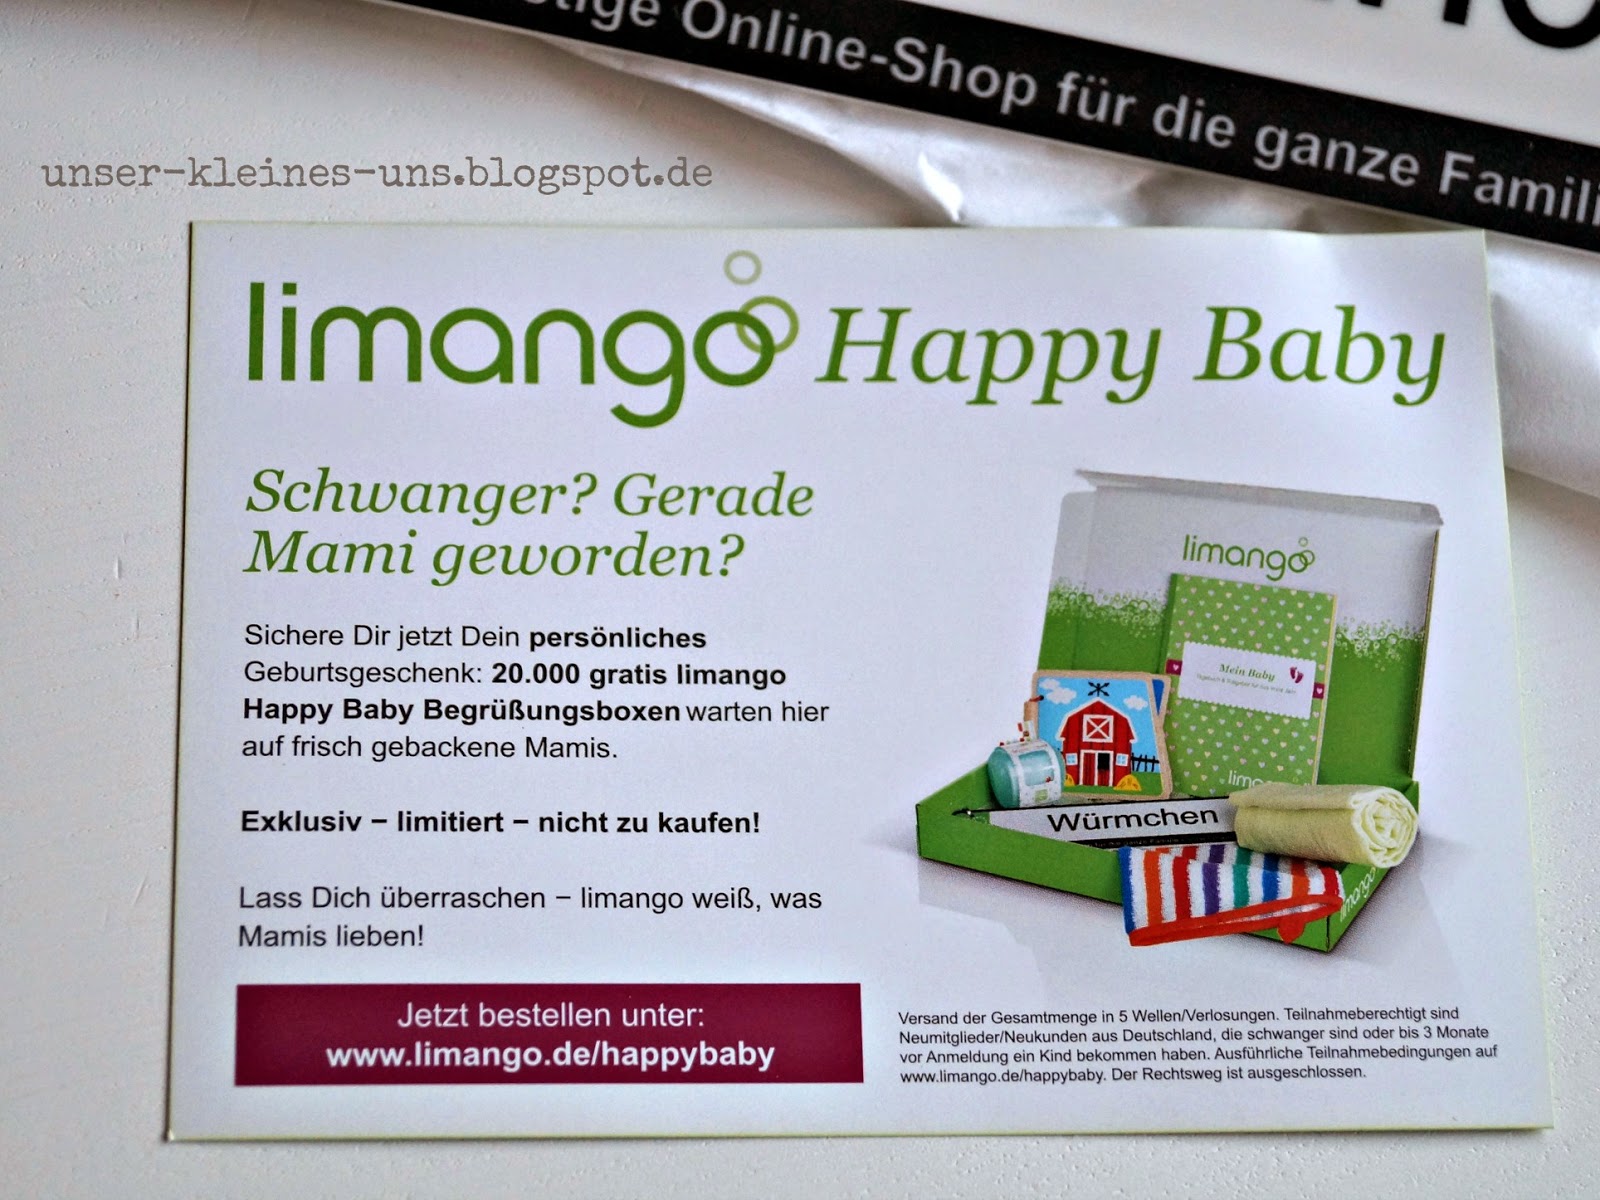 Online-Shop für die ganze
unser-kleines-uns.blogspot.de
limango Happy Baby
Schwanger? Gerade
Mami geworden?
Sichere Dir jetzt Dein persönliches
Geburtsgeschenk: 20.000 gratis limango
Happy Baby Begrüßungsboxen warten hier
auf frisch gebackene Mamis.
Exklusiv – limitiert – nicht zu kaufen!
Lass Dich überraschen – limango weiß, was
Mamis lieben!
Jetzt bestellen unter:
www.limango.de/happybaby
limango
Mein Baby
Würmchen
limango
Versand der Gesamtmenge in 5 Wellen/Verlosungen. Teilnahmeberechtigt sind
Neumitglieder/Neukunden aus Deutschland, die schwanger sind oder bis 3 Monate
vor Anmeldung ein Kind bekommen haben. Ausführliche Teilnahmebedingungen auf
www.limango.de/happybaby. Der Rechtsweg ist ausgeschlossen.